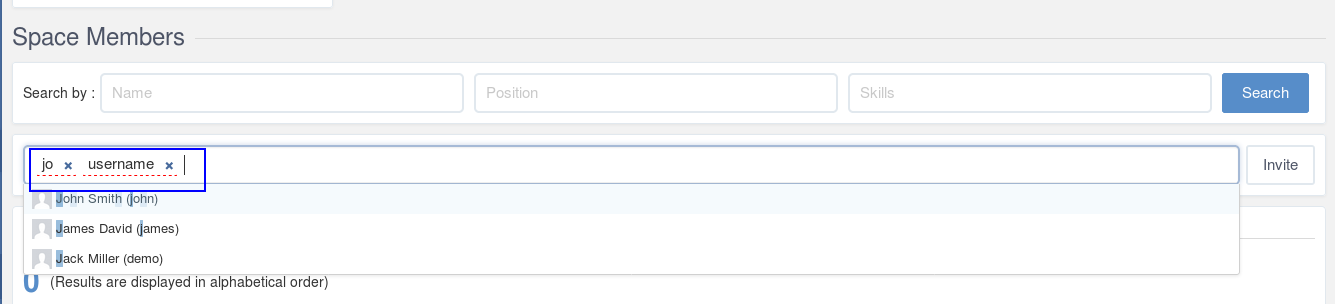 Space Members
Search by : Name Position Skills Search
jo × username × Invite
John Smith (john)
James David (james)
Jack Miller (demo)
0 (Results are displayed in alphabetical order)